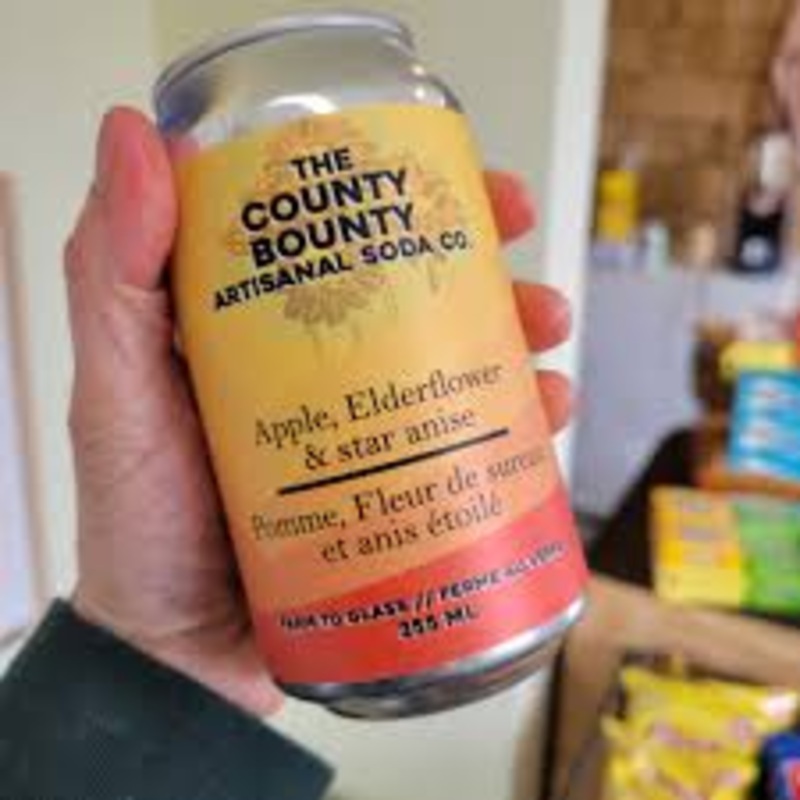 THE
COUNTY
BOUNTY
ARTISANAL SODA CO.
Apple, Elderflower
& star anise
Pomme, Fleur de sureau
et anis étoilé
FARM TO GLASS // FERME AU VERRE
355 ML